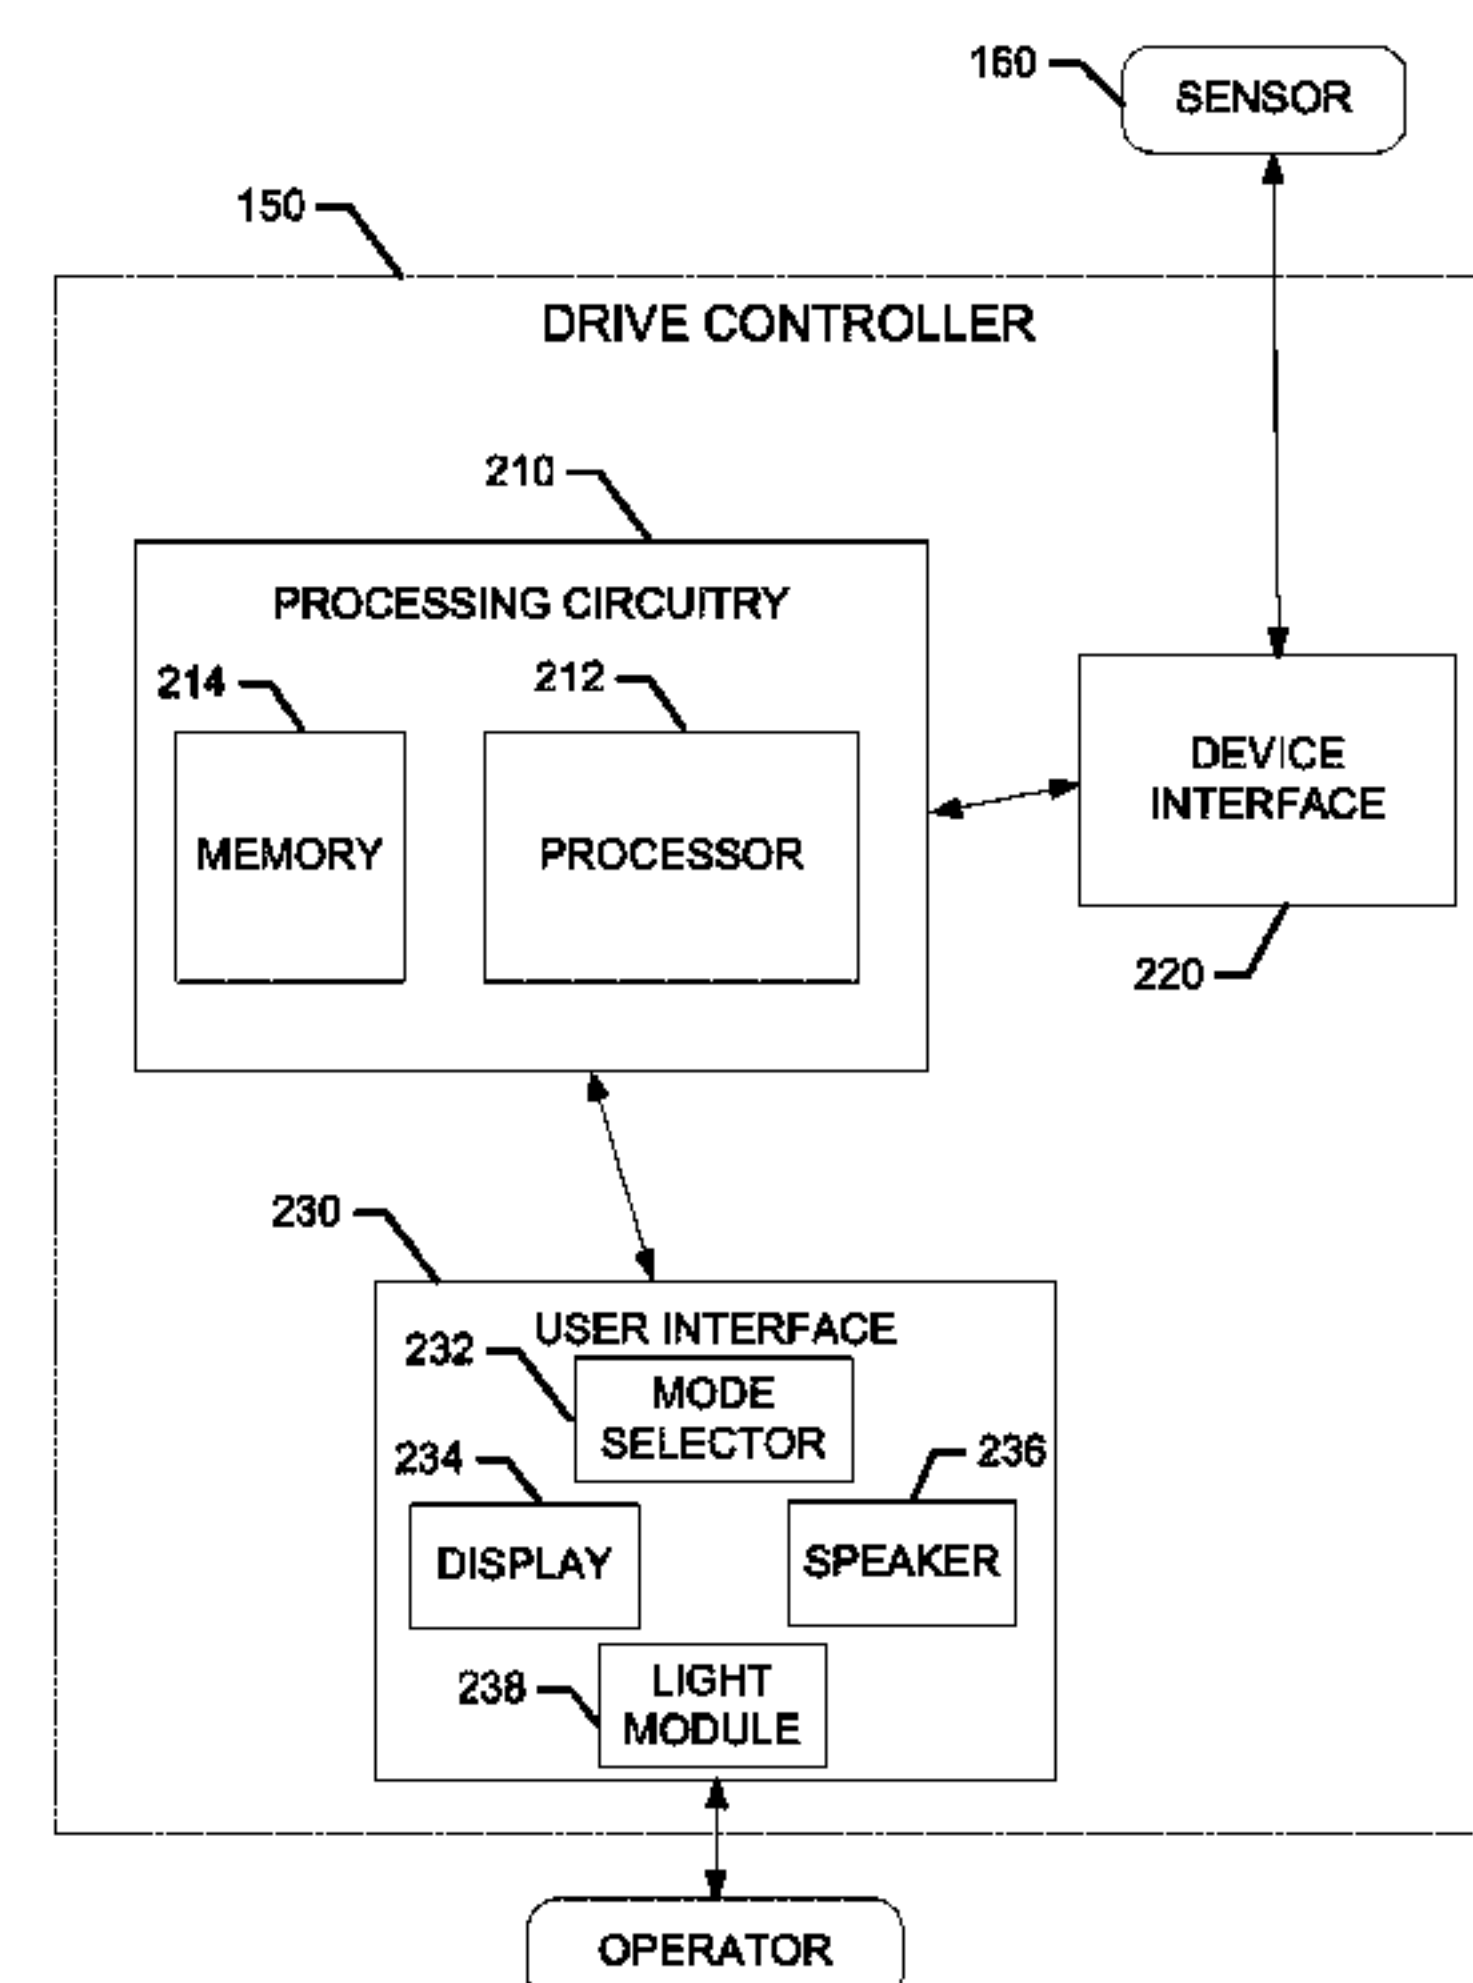 160
SENSOR
150
DRIVE CONTROLLER
210
PROCESSING CIRCUITRY
214
212
MEMORY
PROCESSOR
DEVICE
INTERFACE
220
230
USER INTERFACE
232
MODE
SELECTOR
234
236
DISPLAY
SPEAKER
238
LIGHT
MODULE
OPERATOR